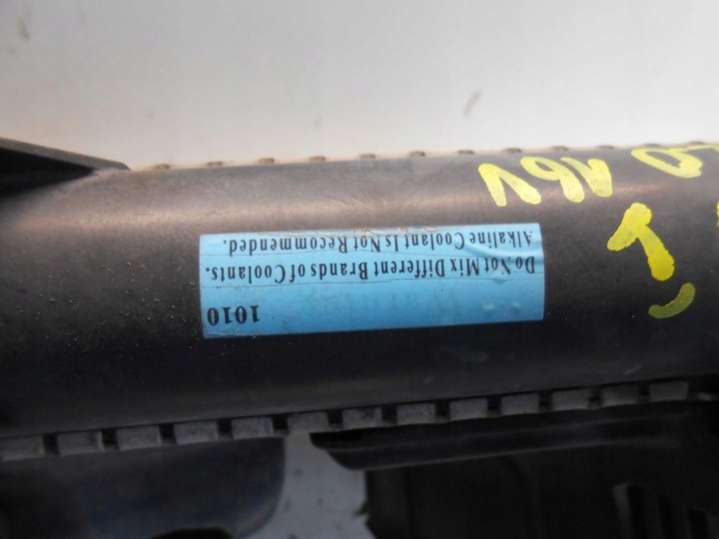 1010
Do Not Mix Different Brands of Coolants.
Alkaline Coolant Is Not Recommended.